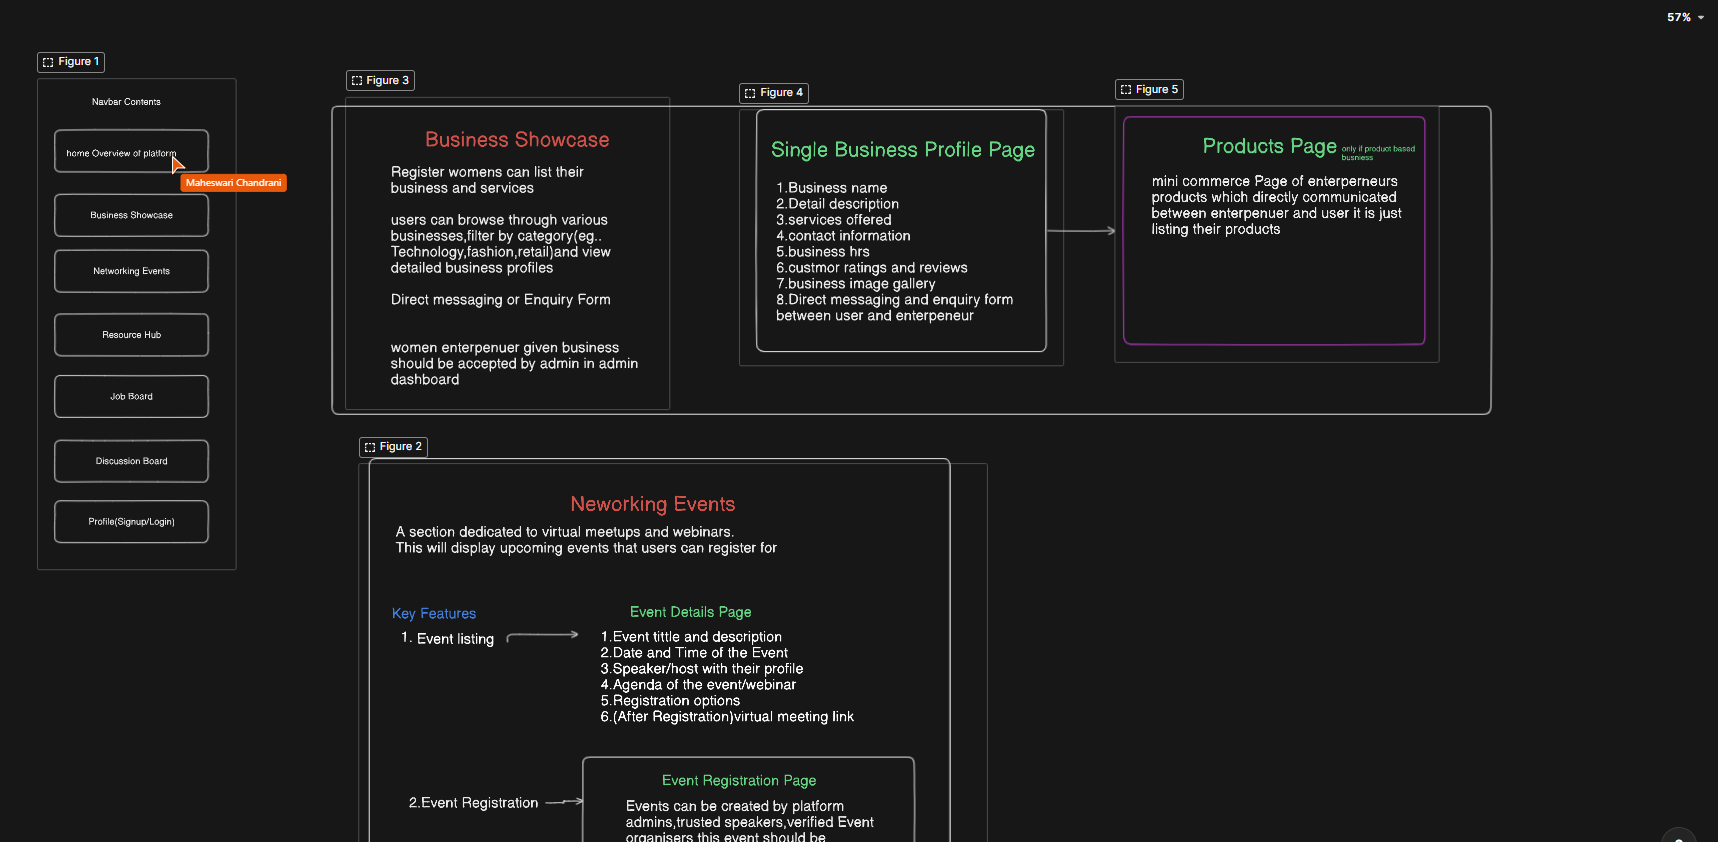 57%
Figure 1
Navbar Contents
home Overview of platform
Maheswari Chandrani
Business Showcase
Networking Events
Resource Hub
Job Board
Discussion Board
Profile(Signup/Login)
Figure 3
Business Showcase
Register womens can list their
business and services
users can browse through various
businesses,filter by category(eg..
Technology,fashion,retail)and view
detailed business profiles
Direct messaging or Enquiry Form
women enterpenuer given business
should be accepted by admin in admin
dashboard
Figure 4
Single Business Profile Page
1.Business name
2.Detail description
3.services offered
4.contact information
5.business hrs
6.custmor ratings and reviews
7.business image gallery
8.Direct messaging and enquiry form
between user and enterpeneur
Figure 5
Products Page only if product based
busniess
mini commerce Page of enterperneurs
products which directly communicated
between enterpenuer and user it is just
listing their products
Figure 2
Neworking Events
A section dedicated to virtual meetups and webinars.
This will display upcoming events that users can register for
Key Features
1. Event listing
Event Details Page
1.Event tittle and description
2.Date and Time of the Event
3.Speaker/host with their profile
4.Agenda of the event/webinar
5.Registration options
6.(After Registration)virtual meeting link
2.Event Registration
Event Registration Page
Events can be created by platform
admins,trusted speakers,verified Event
organisers this event should be